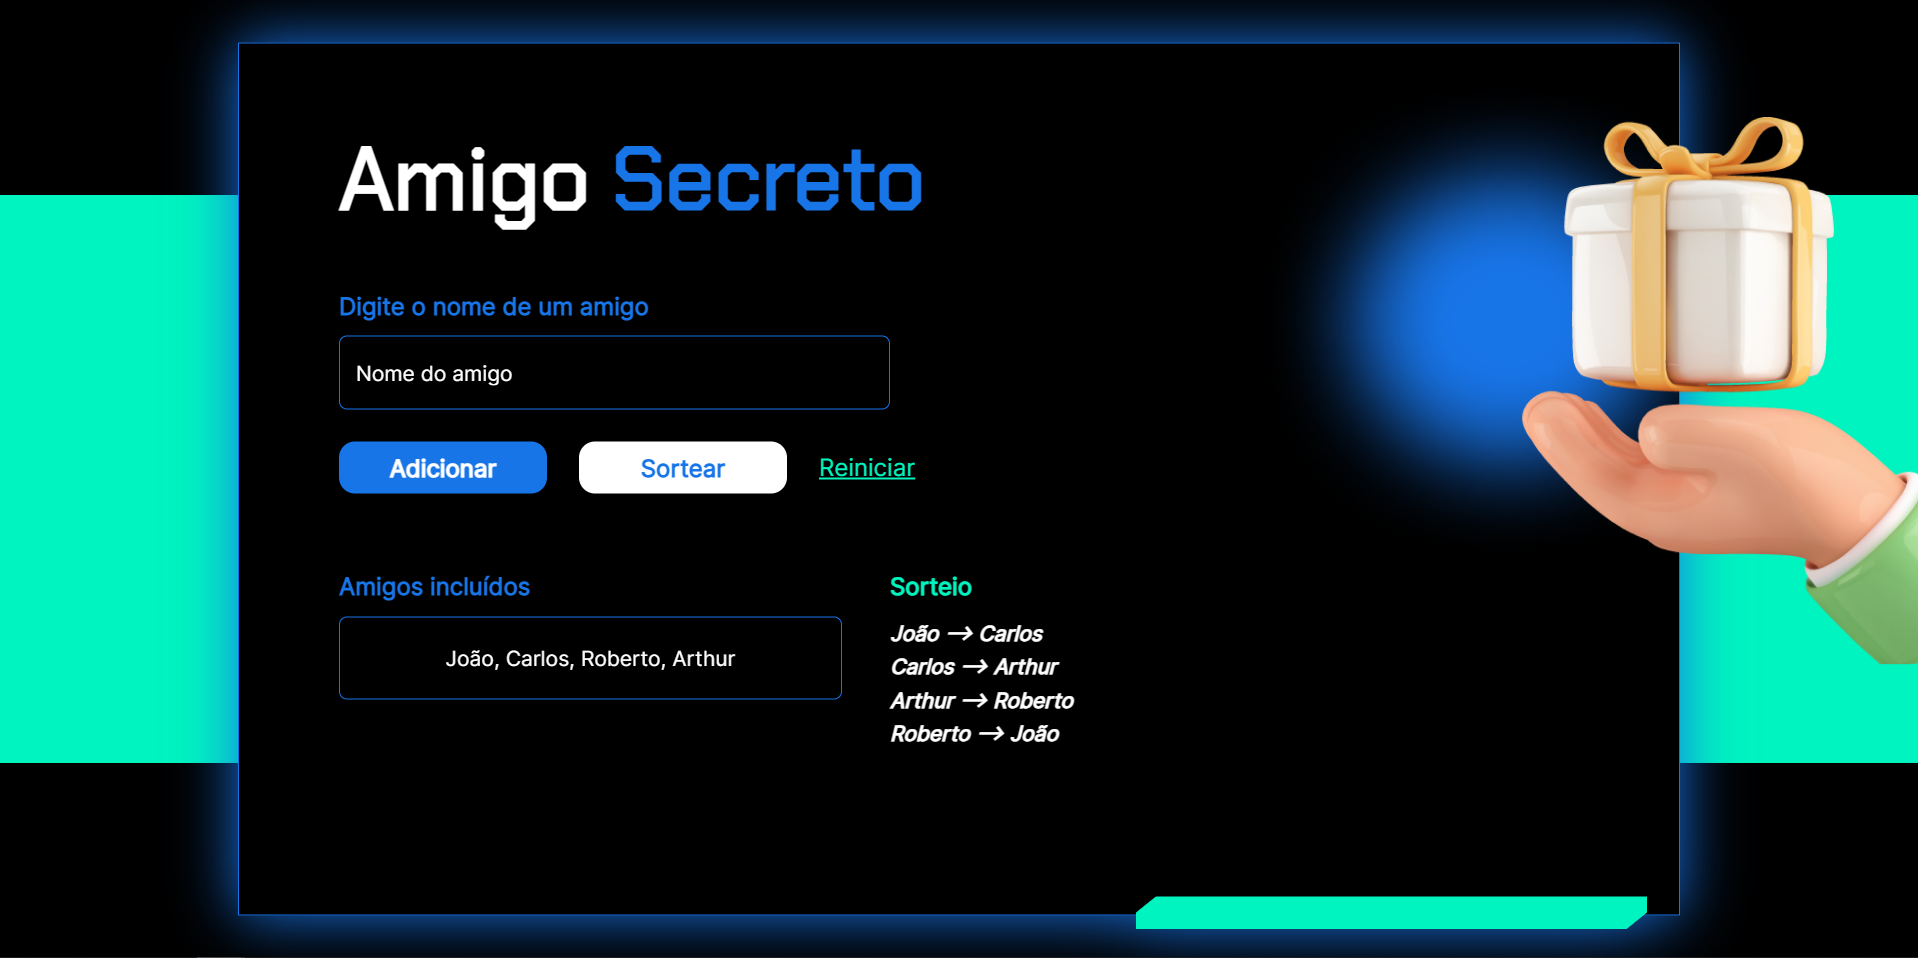 Amigo Secreto
Digite o nome de um amigo
Nome do amigo
Adicionar
Sortear
Reiniciar
Amigos incluídos
João, Carlos, Roberto, Arthur
Sorteio
João --> Carlos
Carlos --> Arthur
Arthur --> Roberto
Roberto --> João